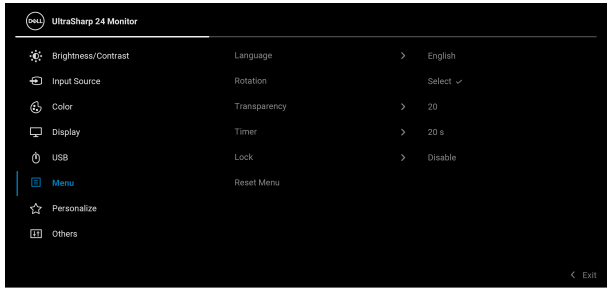 DELL UltraSharp 24 Monitor
Brightness/Contrast Language > English
Input Source Rotation Select ✓
Color Transparency > 20
Display Timer > 20 s
USB Lock > Disable
Menu Reset Menu
Personalize
Others
< Exit